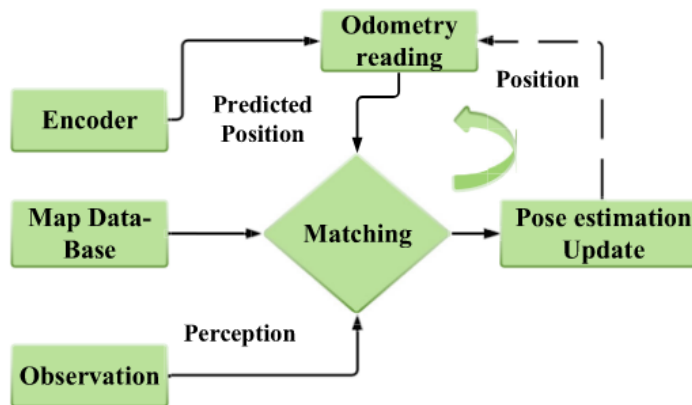 Odometry
reading
Position
Predicted
Position
Encoder
Map Data-
Base
Matching
Pose estimation
Update
Perception
Observation